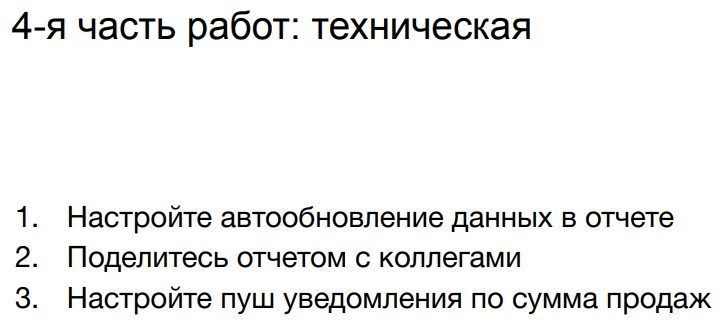 4-я часть работ: техническая
1. Настройте автообновление данных в отчете
2. Поделитесь отчетом с коллегами
3. Настройте пуш уведомления по сумма продаж